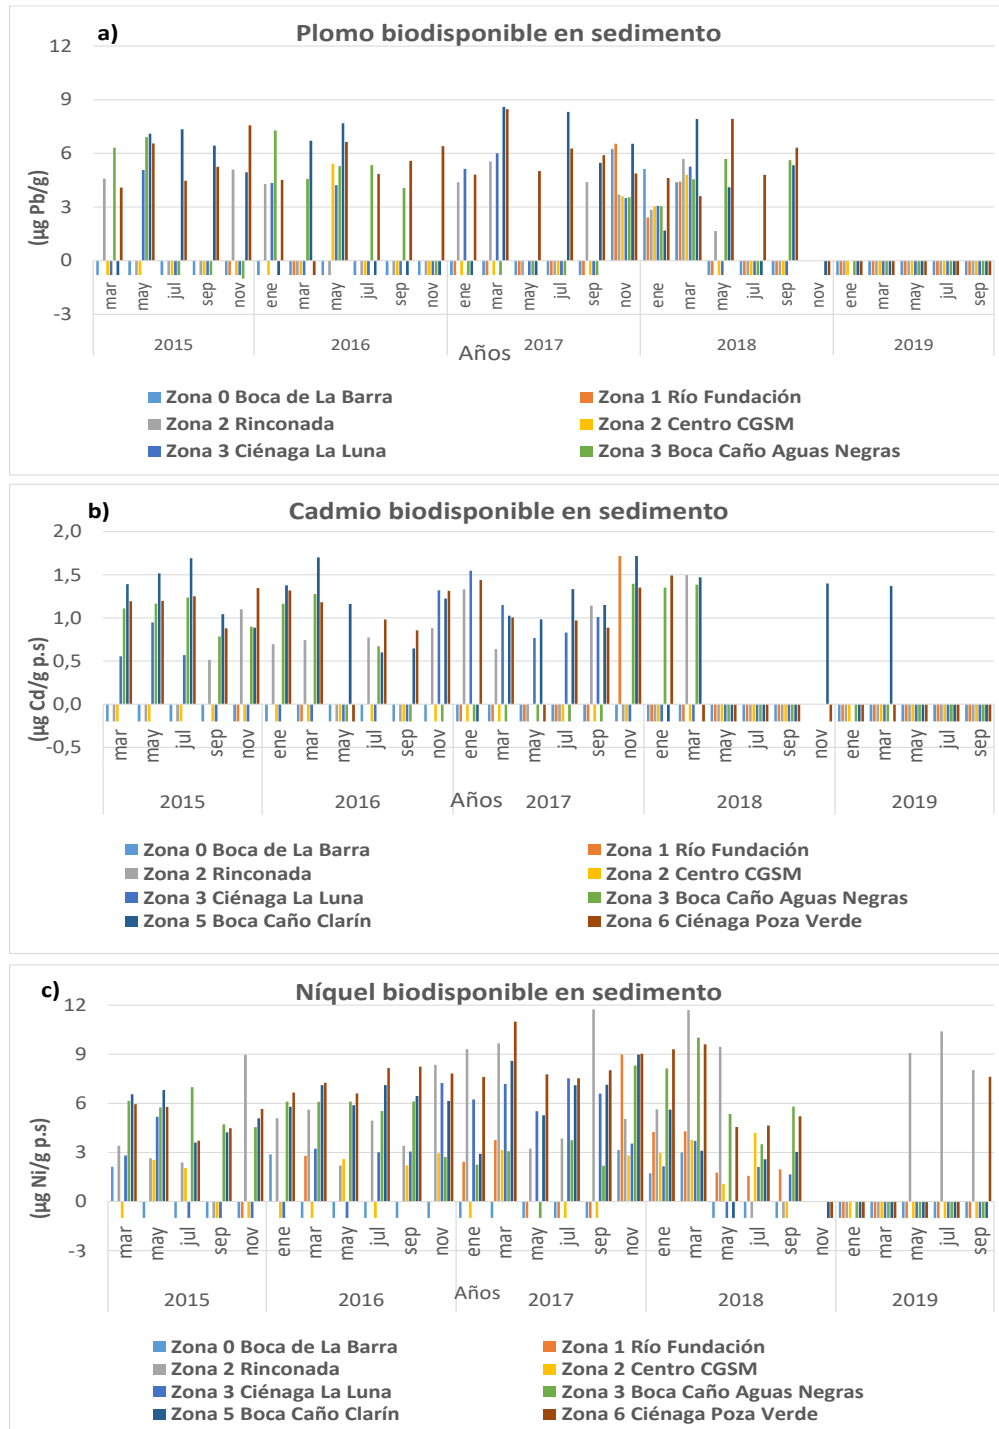 a)
Plomo biodisponible en sedimento
(µg Pb/g)
12
9
6
3
0
-3
mar may jul sep nov ene mar may jul sep nov ene mar may jul sep nov ene mar may jul sep nov ene mar may jul sep
2015 2016 2017 2018 2019
Años
Zona 0 Boca de La Barra Zona 1 Río Fundación
Zona 2 Rinconada Zona 2 Centro CGSM
Zona 3 Ciénaga La Luna Zona 3 Boca Caño Aguas Negras
b)
Cadmio biodisponible en sedimento
(µg Cd/g p.s)
2,0
1,5
1,0
0,5
0,0
-0,5
mar may jul sep nov ene mar may jul sep nov ene mar may jul sep nov ene mar may jul sep nov ene mar may jul sep
2015 2016 2017 2018 2019
Años
Zona 0 Boca de La Barra Zona 1 Río Fundación
Zona 2 Rinconada Zona 2 Centro CGSM
Zona 3 Ciénaga La Luna Zona 3 Boca Caño Aguas Negras
Zona 5 Boca Caño Clarín Zona 6 Ciénaga Poza Verde
c)
Níquel biodisponible en sedimento
(µg Ni/g p.s)
12
9
6
3
0
-3
mar may jul sep nov ene mar may jul sep nov ene mar may jul sep nov ene mar may jul sep nov ene mar may jul sep
2015 2016 2017 2018 2019
Años
Zona 0 Boca de La Barra Zona 1 Río Fundación
Zona 2 Rinconada Zona 2 Centro CGSM
Zona 3 Ciénaga La Luna Zona 3 Boca Caño Aguas Negras
Zona 5 Boca Caño Clarín Zona 6 Ciénaga Poza Verde